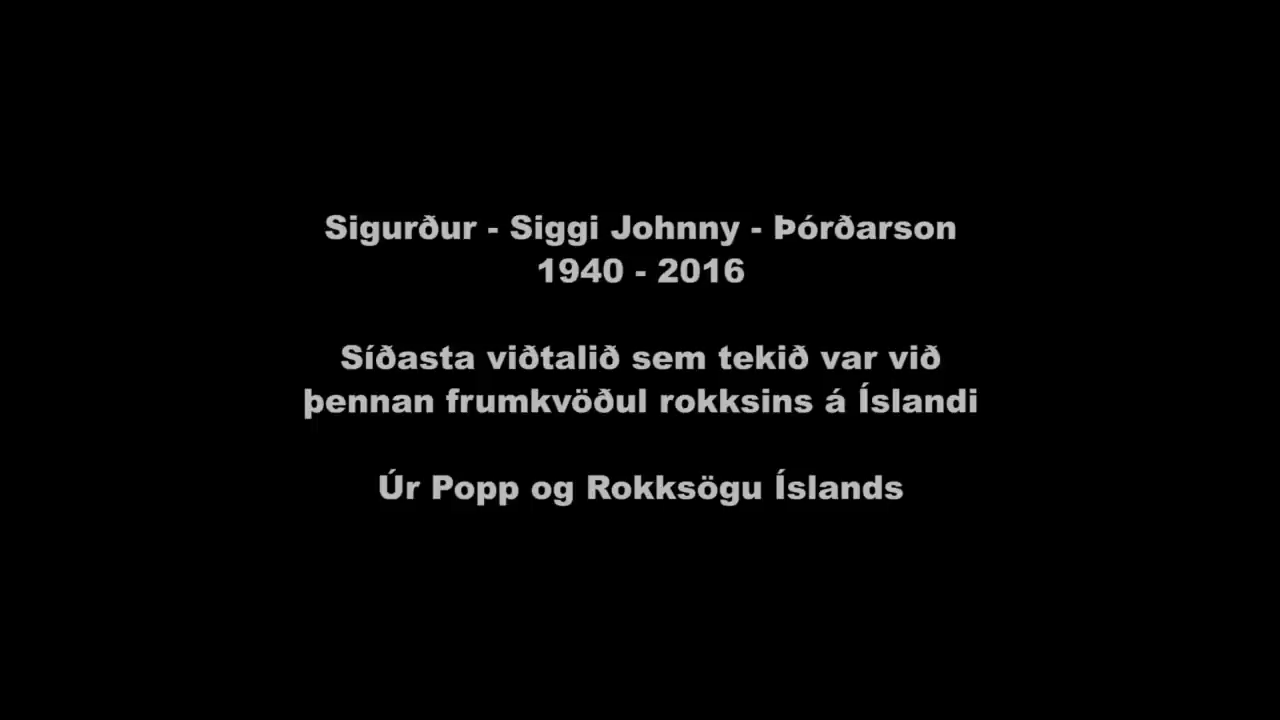 Sigurður - Siggi Johnny - Þórðarson
1940 - 2016
Síðasta viðtalið sem tekið var við
þennan frumkvöðul rokksins á Íslandi
Úr Popp og Rokksögu Íslands